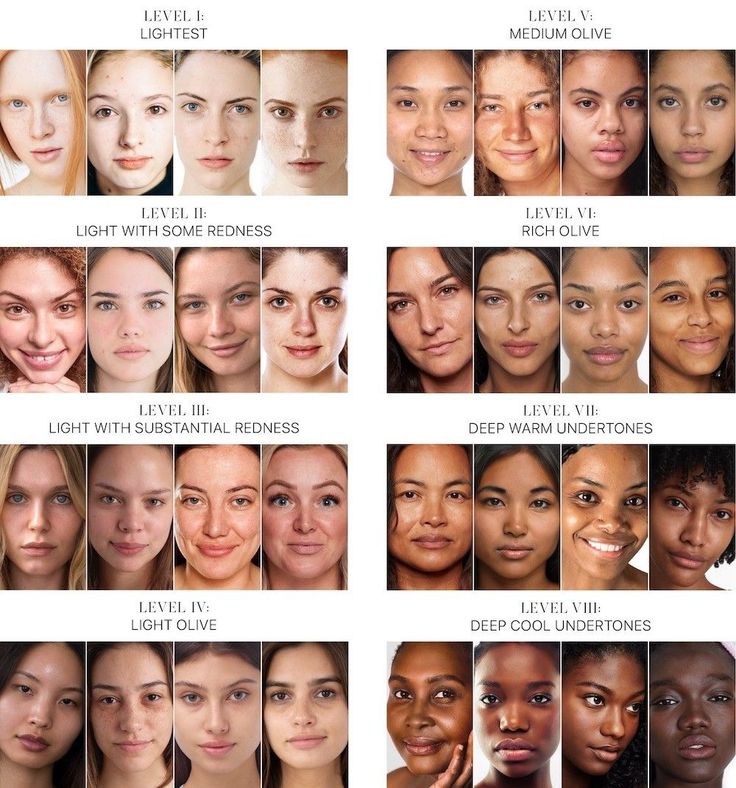 LEVEL I:
LIGHTEST
LEVEL II:
LIGHT WITH SOME REDNESS
LEVEL III:
LIGHT WITH SUBSTANTIAL REDNESS
LEVEL IV:
LIGHT OLIVE
LEVEL V:
MEDIUM OLIVE
LEVEL VI:
RICH OLIVE
LEVEL VII:
DEEP WARM UNDERTONES
LEVEL VIII:
DEEP COOL UNDERTONES